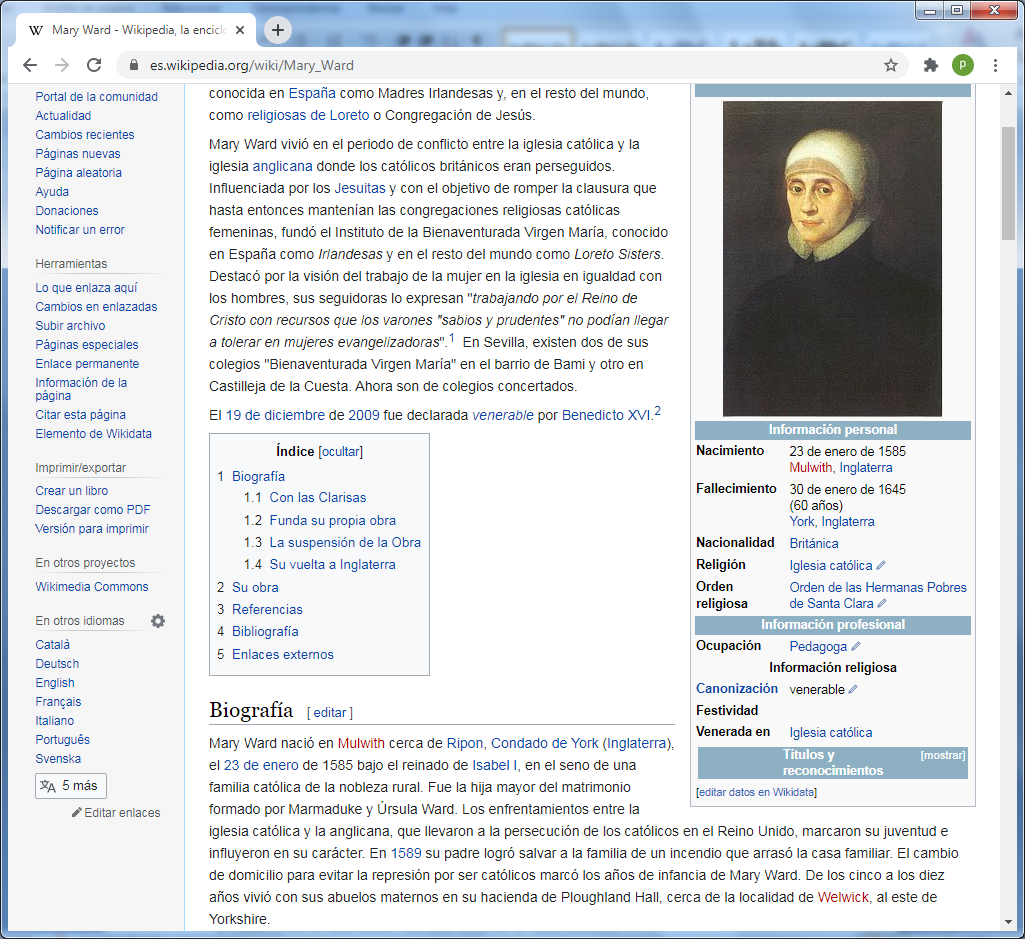 Mary Ward - Wikipedia, la encicl
es.wikipedia.org/wiki/Mary_Ward
P
Portal de la comunidad
Actualidad
Cambios recientes
Páginas nuevas
Página aleatoria
Ayuda
Donaciones
Notificar un error
Herramientas
Lo que enlaza aquí
Cambios en enlazadas
Subir archivo
Páginas especiales
Enlace permanente
Información de la
página
Citar esta página
Elemento de Wikidata
Imprimir/exportar
Crear un libro
Descargar como PDF
Versión para imprimir
En otros proyectos
Wikimedia Commons
En otros idiomas
Català
Deutsch
English
Français
Italiano
Português
Svenska
5 más
Editar enlaces
conocida en España como Madres Irlandesas y, en el resto del mundo,
como religiosas de Loreto o Congregación de Jesús.
Mary Ward vivió en el periodo de conflicto entre la iglesia católica y la
iglesia anglicana donde los católicos británicos eran perseguidos.
Influenciada por los Jesuitas y con el objetivo de romper la clausura que
hasta entonces mantenían las congregaciones religiosas católicas
femeninas, fundó el Instituto de la Bienaventurada Virgen María, conocido
en España como Irlandesas y en el resto del mundo como Loreto Sisters.
Destacó por la visión del trabajo de la mujer en la iglesia en igualdad con
los hombres, sus seguidoras lo expresan "trabajando por el Reino de
Cristo con recursos que los varones "sabios y prudentes" no podían llegar
a tolerar en mujeres evangelizadoras".1 En Sevilla, existen dos de sus
colegios "Bienaventurada Virgen María" en el barrio de Bami y otro en
Castilleja de la Cuesta. Ahora son de colegios concertados.
El 19 de diciembre de 2009 fue declarada venerable por Benedicto XVI.2
Índice [ocultar]
1 Biografía
1.1 Con las Clarisas
1.2 Funda su propia obra
1.3 La suspensión de la Obra
1.4 Su vuelta a Inglaterra
2 Su obra
3 Referencias
4 Bibliografía
5 Enlaces externos
Información personal
Nacimiento 23 de enero de 1585
Mulwith, Inglaterra
Fallecimiento 30 de enero de 1645
(60 años)
York, Inglaterra
Nacionalidad Británica
Religión Iglesia católica
Orden religiosa Orden de las Hermanas Pobres
de Santa Clara
Información profesional
Ocupación Pedagoga
Información religiosa
Canonización venerable
Festividad
Venerada en Iglesia católica
Títulos y [mostrar]
reconocimientos
[editar datos en Wikidata]
Biografía [ editar ]
Mary Ward nació en Mulwith cerca de Ripon, Condado de York (Inglaterra),
el 23 de enero de 1585 bajo el reinado de Isabel I, en el seno de una
familia católica de la nobleza rural. Fue la hija mayor del matrimonio
formado por Marmaduke y Úrsula Ward. Los enfrentamientos entre la
iglesia católica y la anglicana, que llevaron a la persecución de los católicos en el Reino Unido, marcaron su juventud e
influyeron en su carácter. En 1589 su padre logró salvar a la familia de un incendio que arrasó la casa familiar. El cambio
de domicilio para evitar la represión por ser católicos marcó los años de infancia de Mary Ward. De los cinco a los diez
años vivió con sus abuelos maternos en su hacienda de Ploughland Hall, cerca de la localidad de Welwick, al este de
Yorkshire.